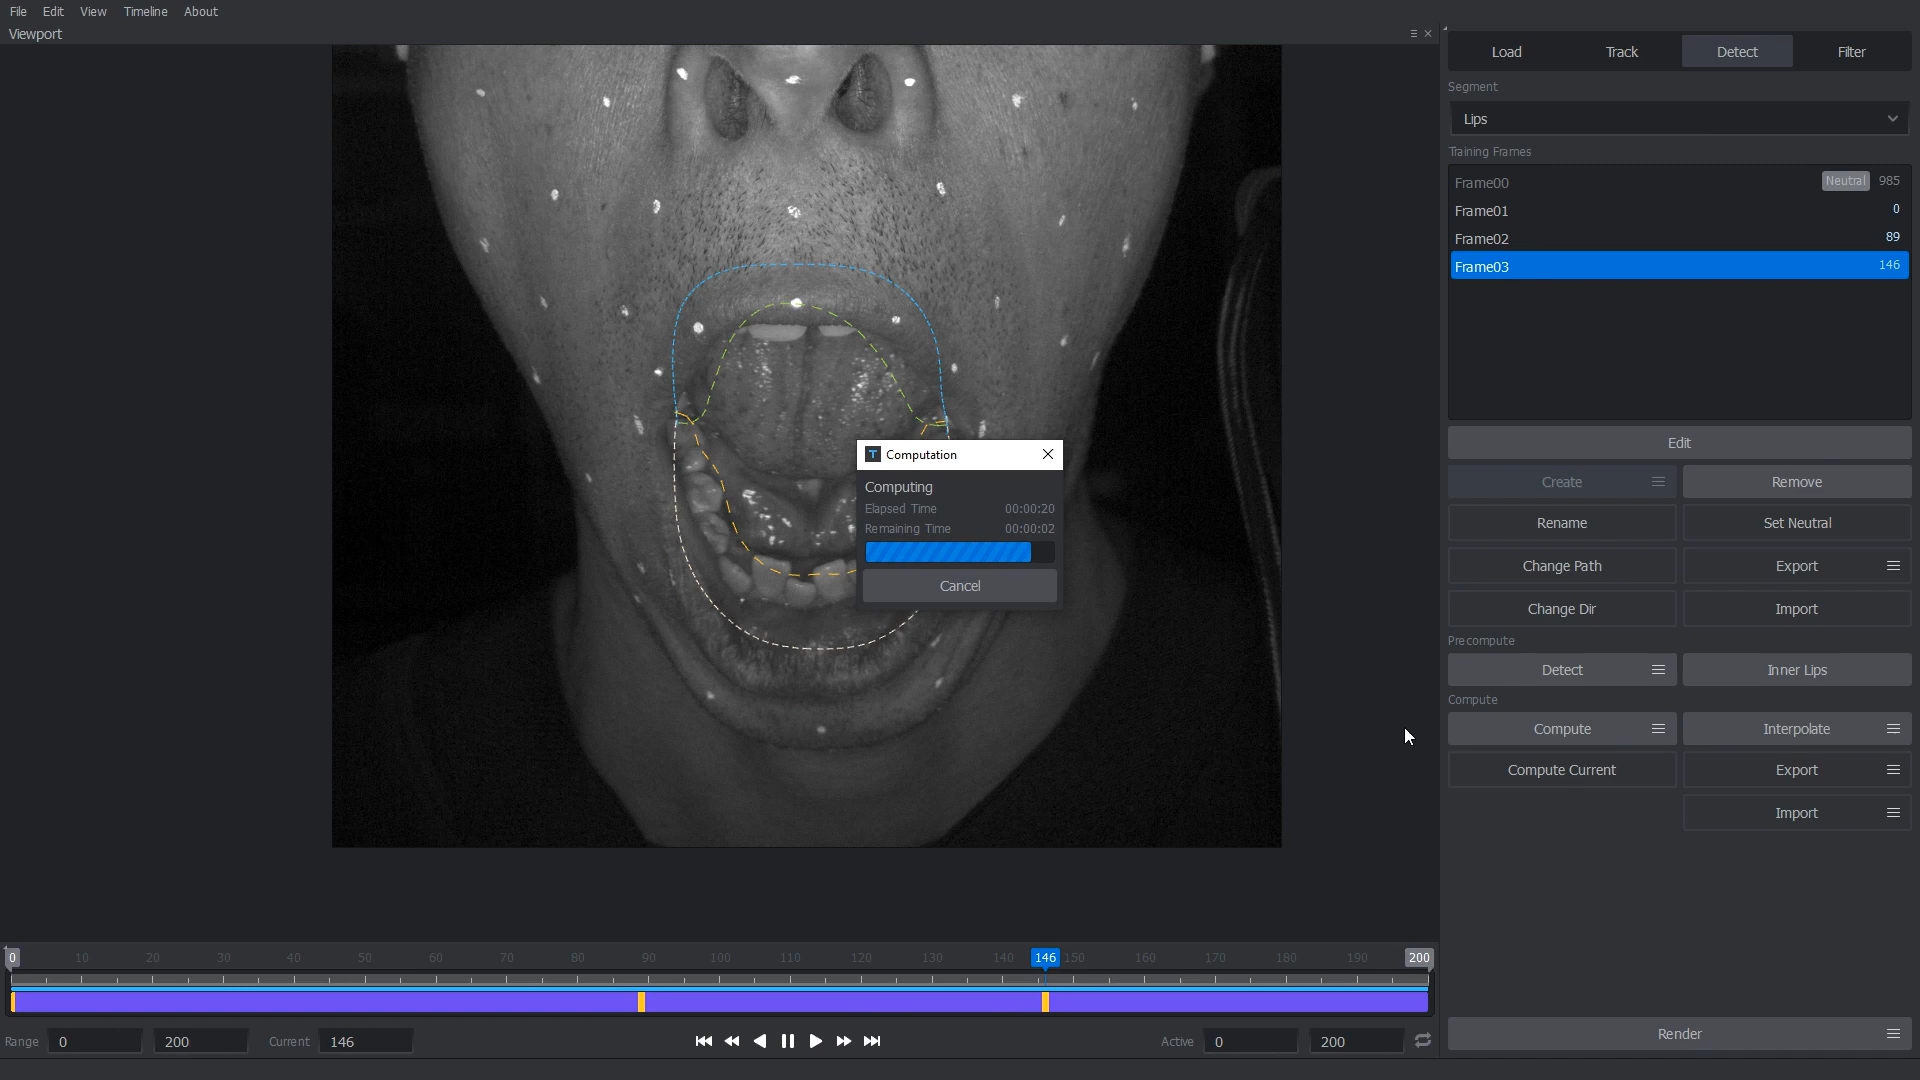 File Edit View Timeline About
Viewport
Load Track Detect Filter
Segment
Lips
Training Frames
Frame00 Neutral 985
Frame01 0
Frame02 89
Frame03 146
Edit
Create Remove
Rename Set Neutral
Change Path Export
Change Dir Import
Precompute
Detect Inner Lips
Compute
Compute Interpolate
Compute Current Export
Import
Render
T Computation
Computing
Elapsed Time 00:00:20
Remaining Time 00:00:02
Cancel
0 10 20 30 40 50 60 70 80 90 100 110 120 130 140 146 150 160 170 180 190 200
Range 0 200 Current 146 Active 0 200